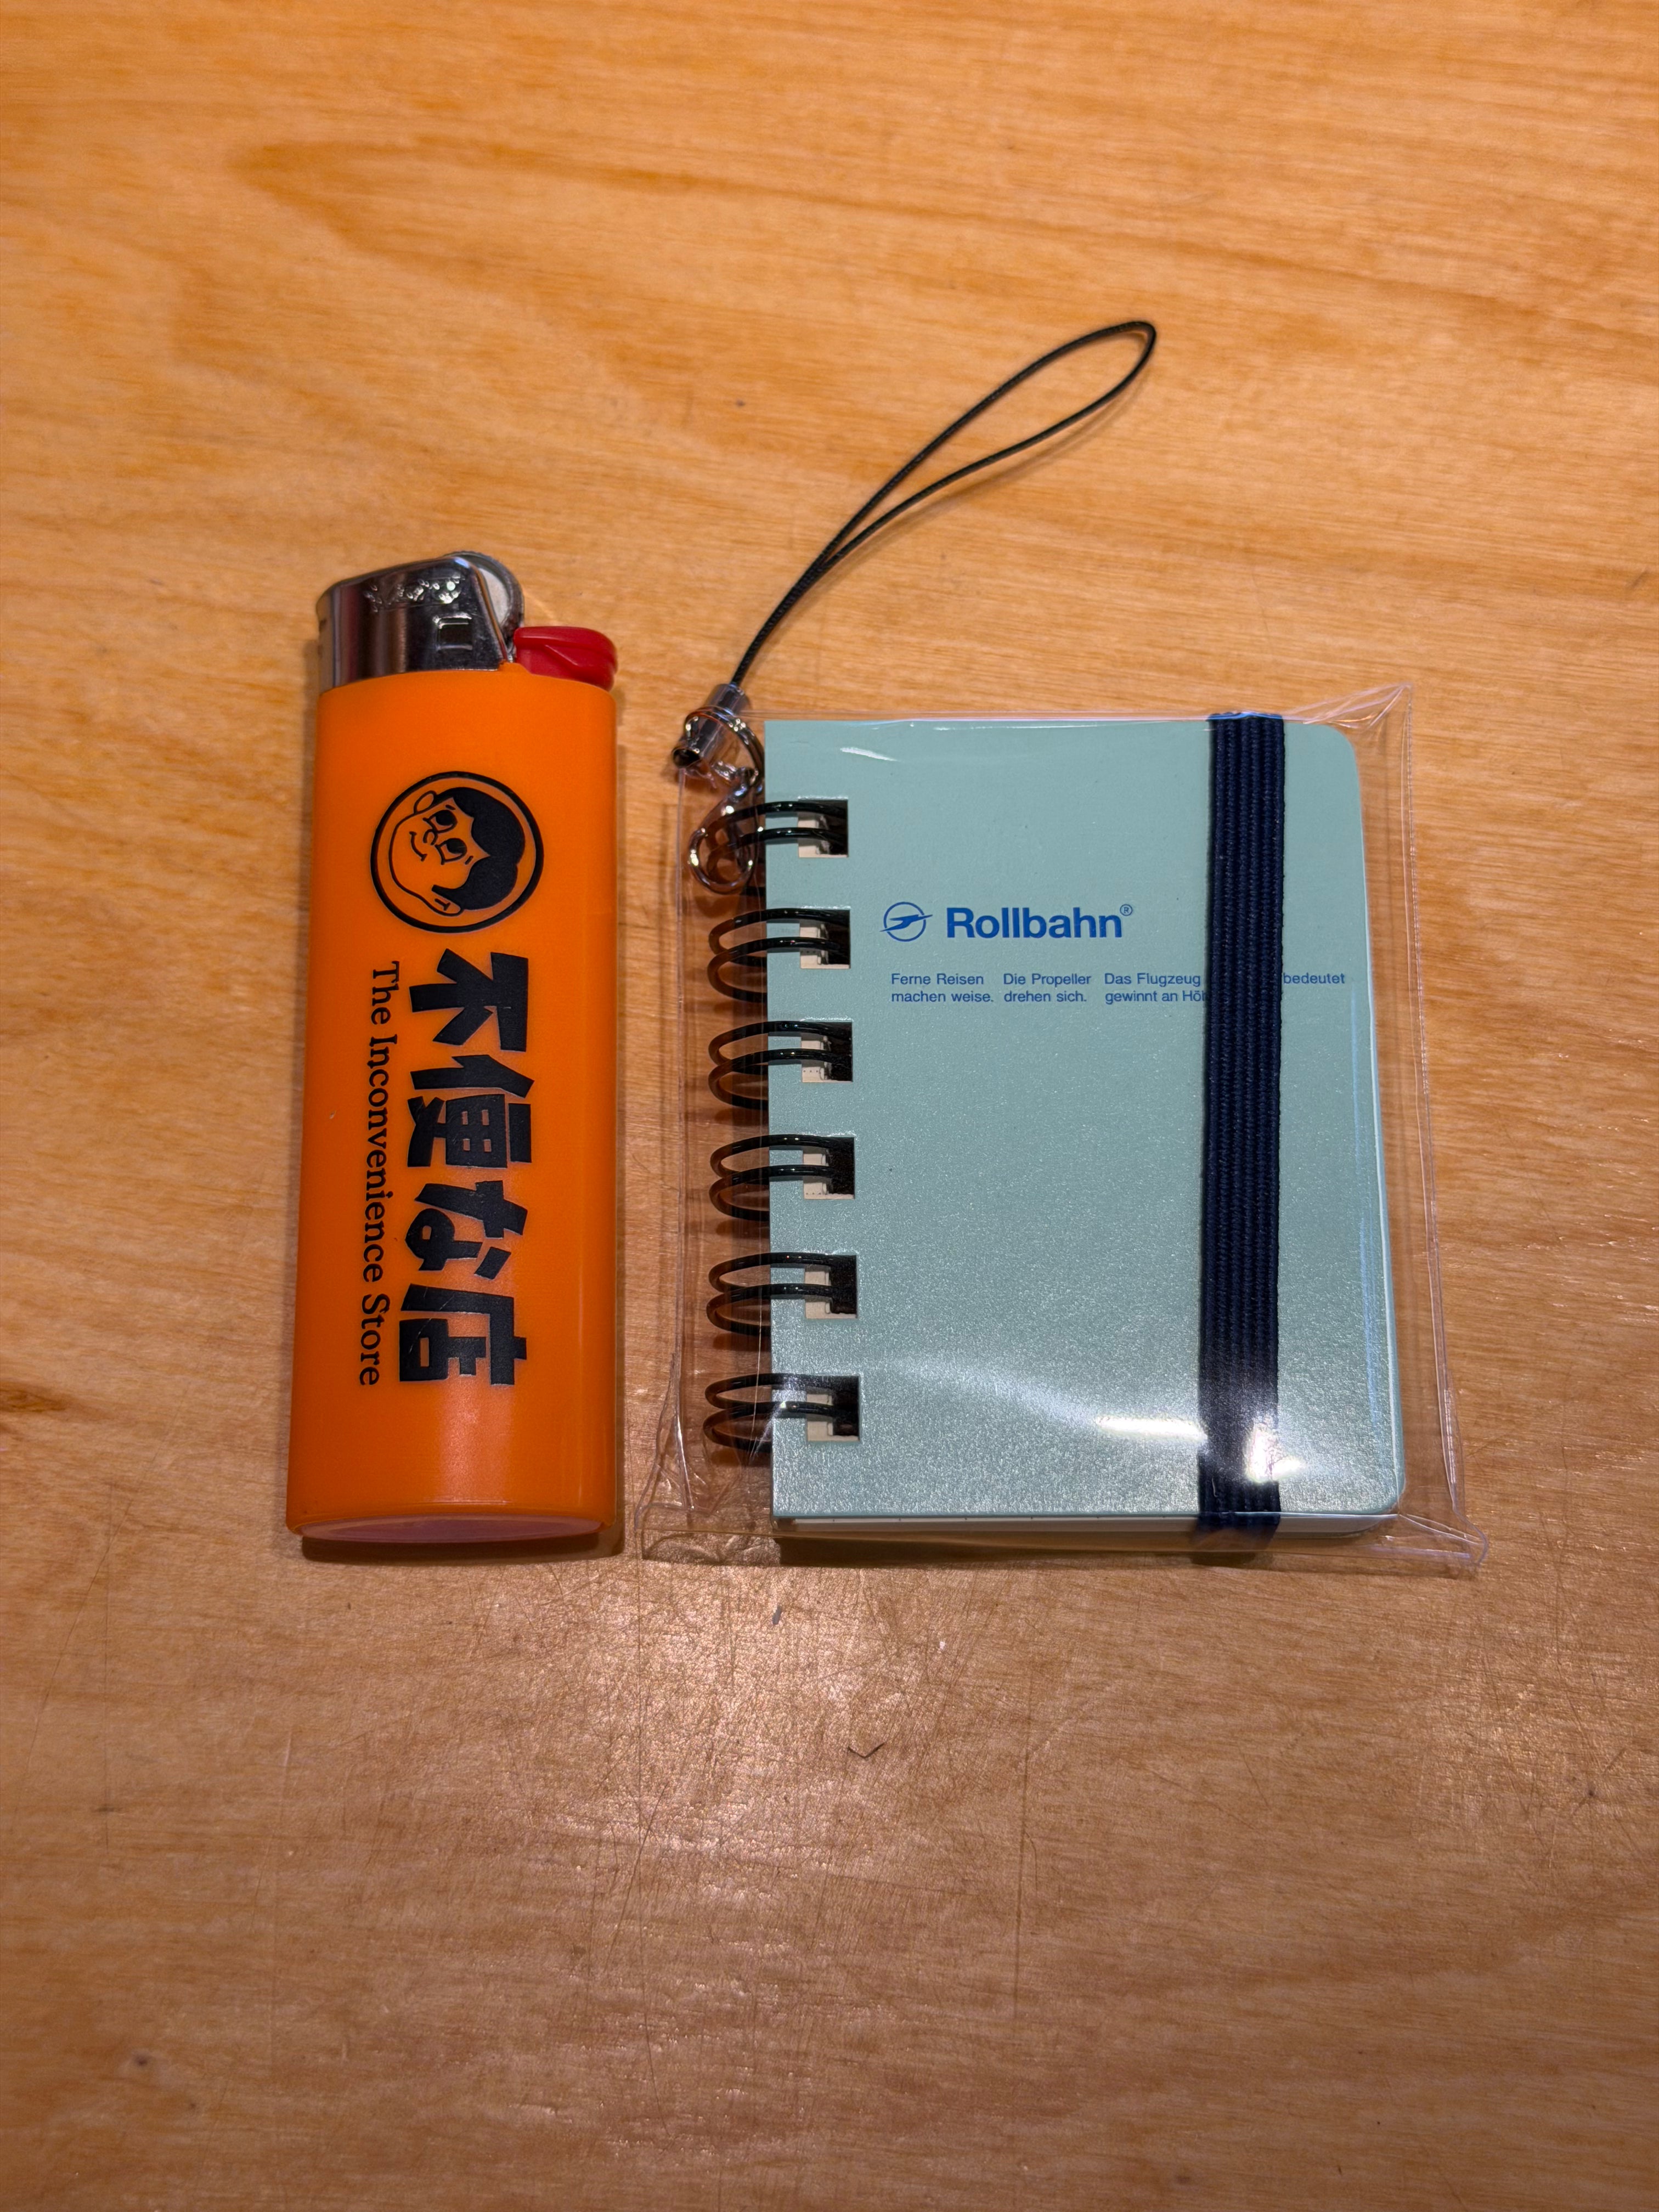 不便な店
The Inconvenience Store
Rollbahn®
Ferne Reisen
machen weise.
Die Propeller
drehen sich.
Das Flugzeug
gewinnt an
bedeutet